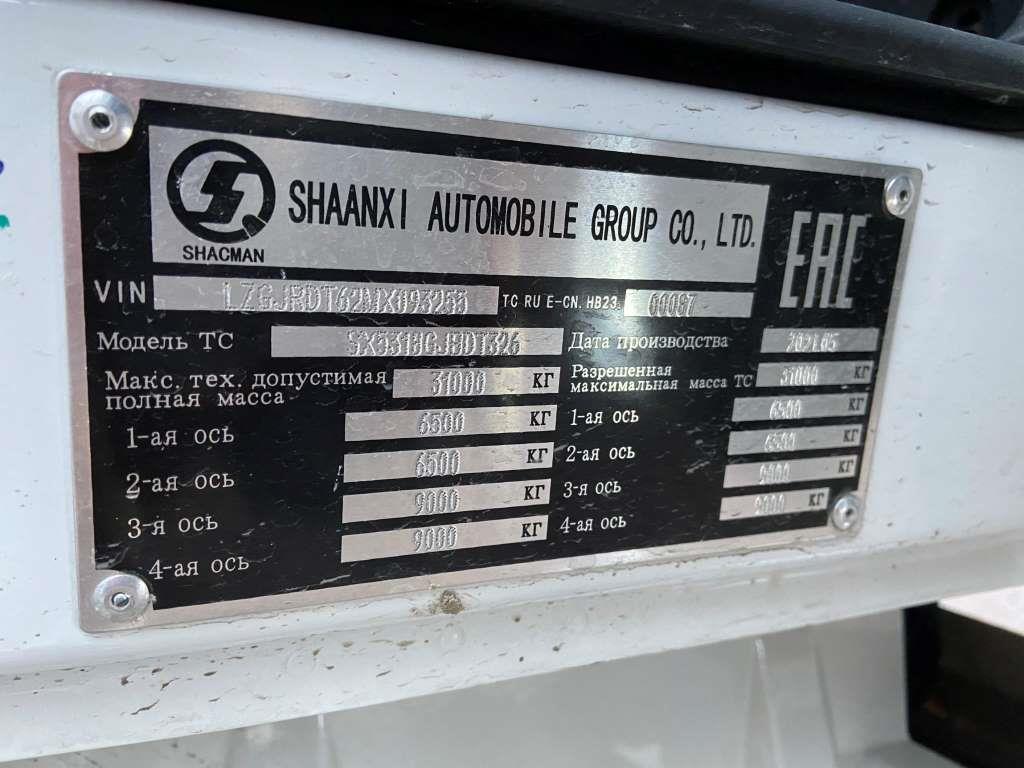 SHACMAN
SHAANXI AUTOMOBILE GROUP CO., LTD.
EAC
VIN LZGJRDT62MX093255 TC RU E-CN. HB23. 00087
Модель ТС Дата производства 2021.05
Макс. тех. допустимая полная масса 31000 КГ
Разрешенная максимальная масса ТС 31000 КГ
1-ая ось 6500 КГ 1-ая ось 6500 КГ
2-ая ось 6500 КГ 2-ая ось 6500 КГ
3-я ось 9000 КГ 3-я ось 9000 КГ
4-ая ось 9000 КГ 4-ая ось 9000 КГ